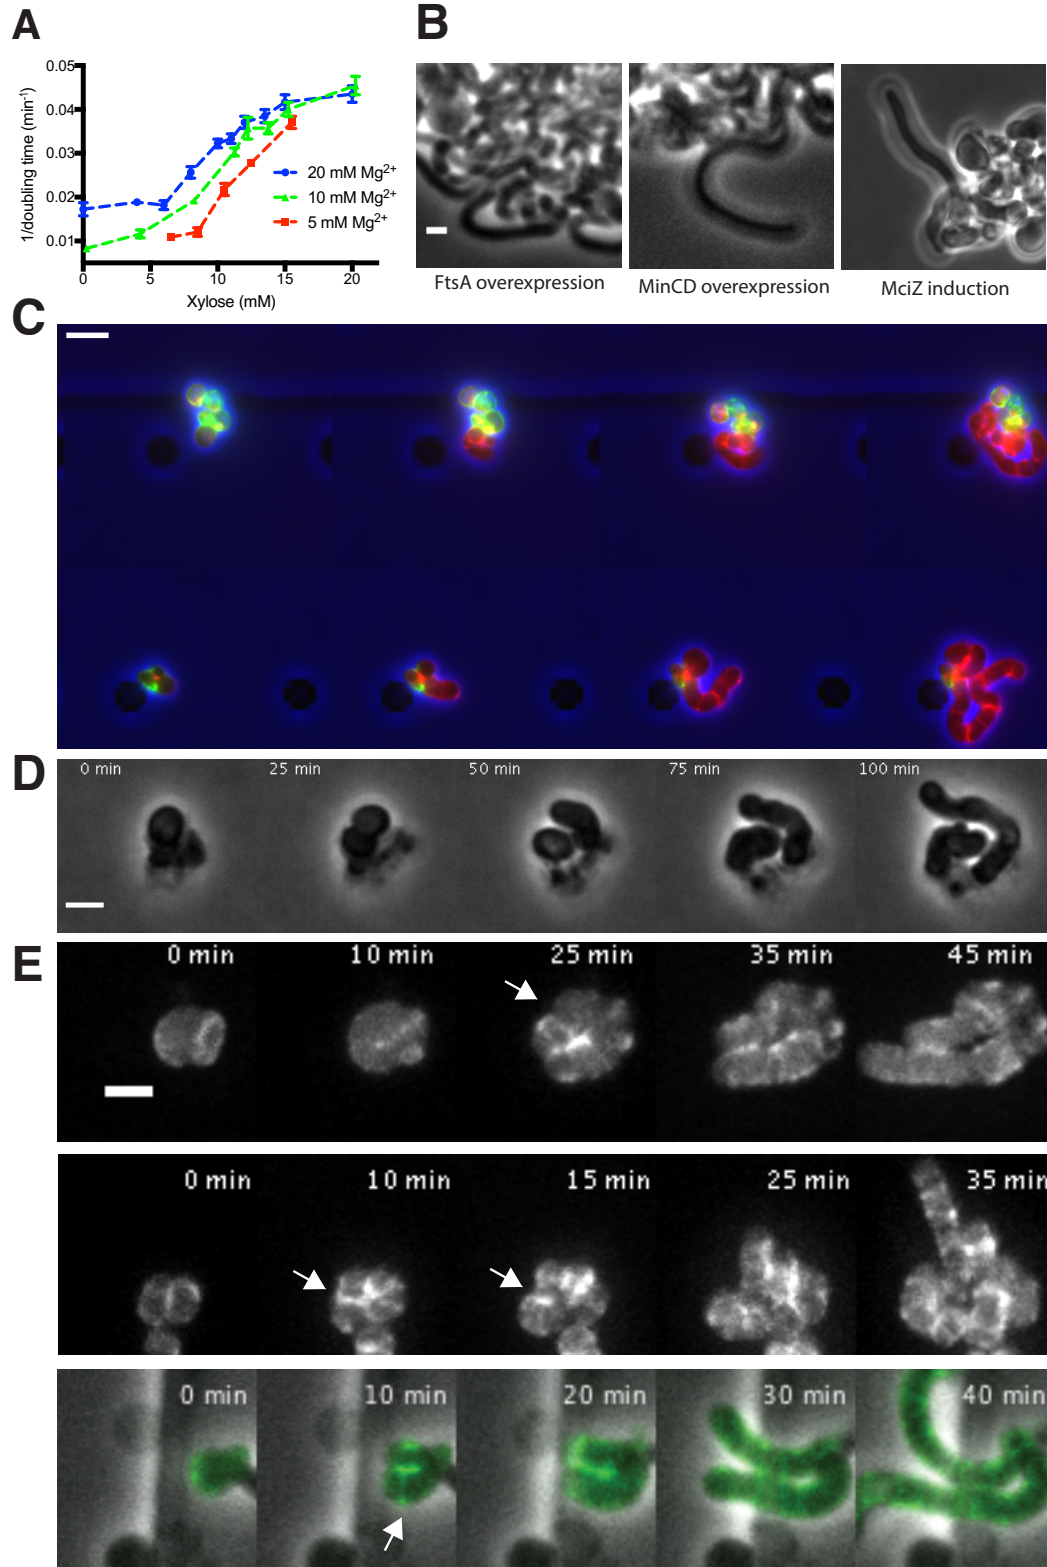 A
1/doubling time (min-1)
0.05
0.04
0.03
0.02
0.01
0
5
10
15
20
Xylose (mM)
20 mM Mg2+
10 mM Mg2+
5 mM Mg2+
B
FtsA overexpression
MinCD overexpression
MciZ induction
C
D
0 min
25 min
50 min
75 min
100 min
E
0 min
10 min
25 min
35 min
45 min
0 min
10 min
15 min
25 min
35 min
0 min
10 min
20 min
30 min
40 min